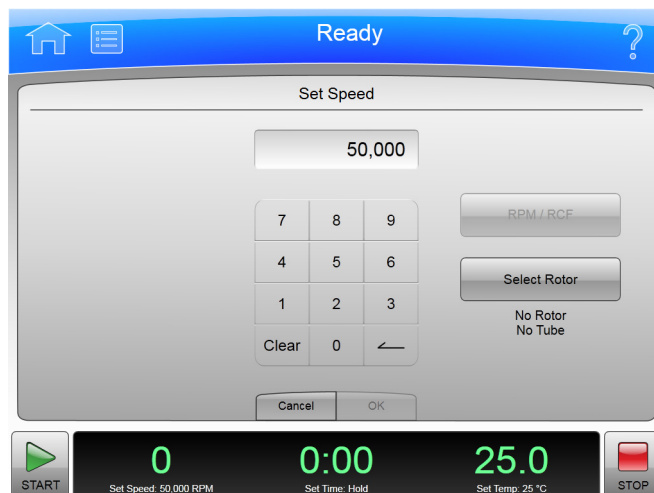 Ready
?
Set Speed
50,000
7 8 9
RPM / RCF
4 5 6
Select Rotor
1 2 3
No Rotor
No Tube
Clear 0
Cancel OK
START
0
Set Speed: 50,000 RPM
0:00
Set Time: Hold
25.0
Set Temp: 25 °C
STOP